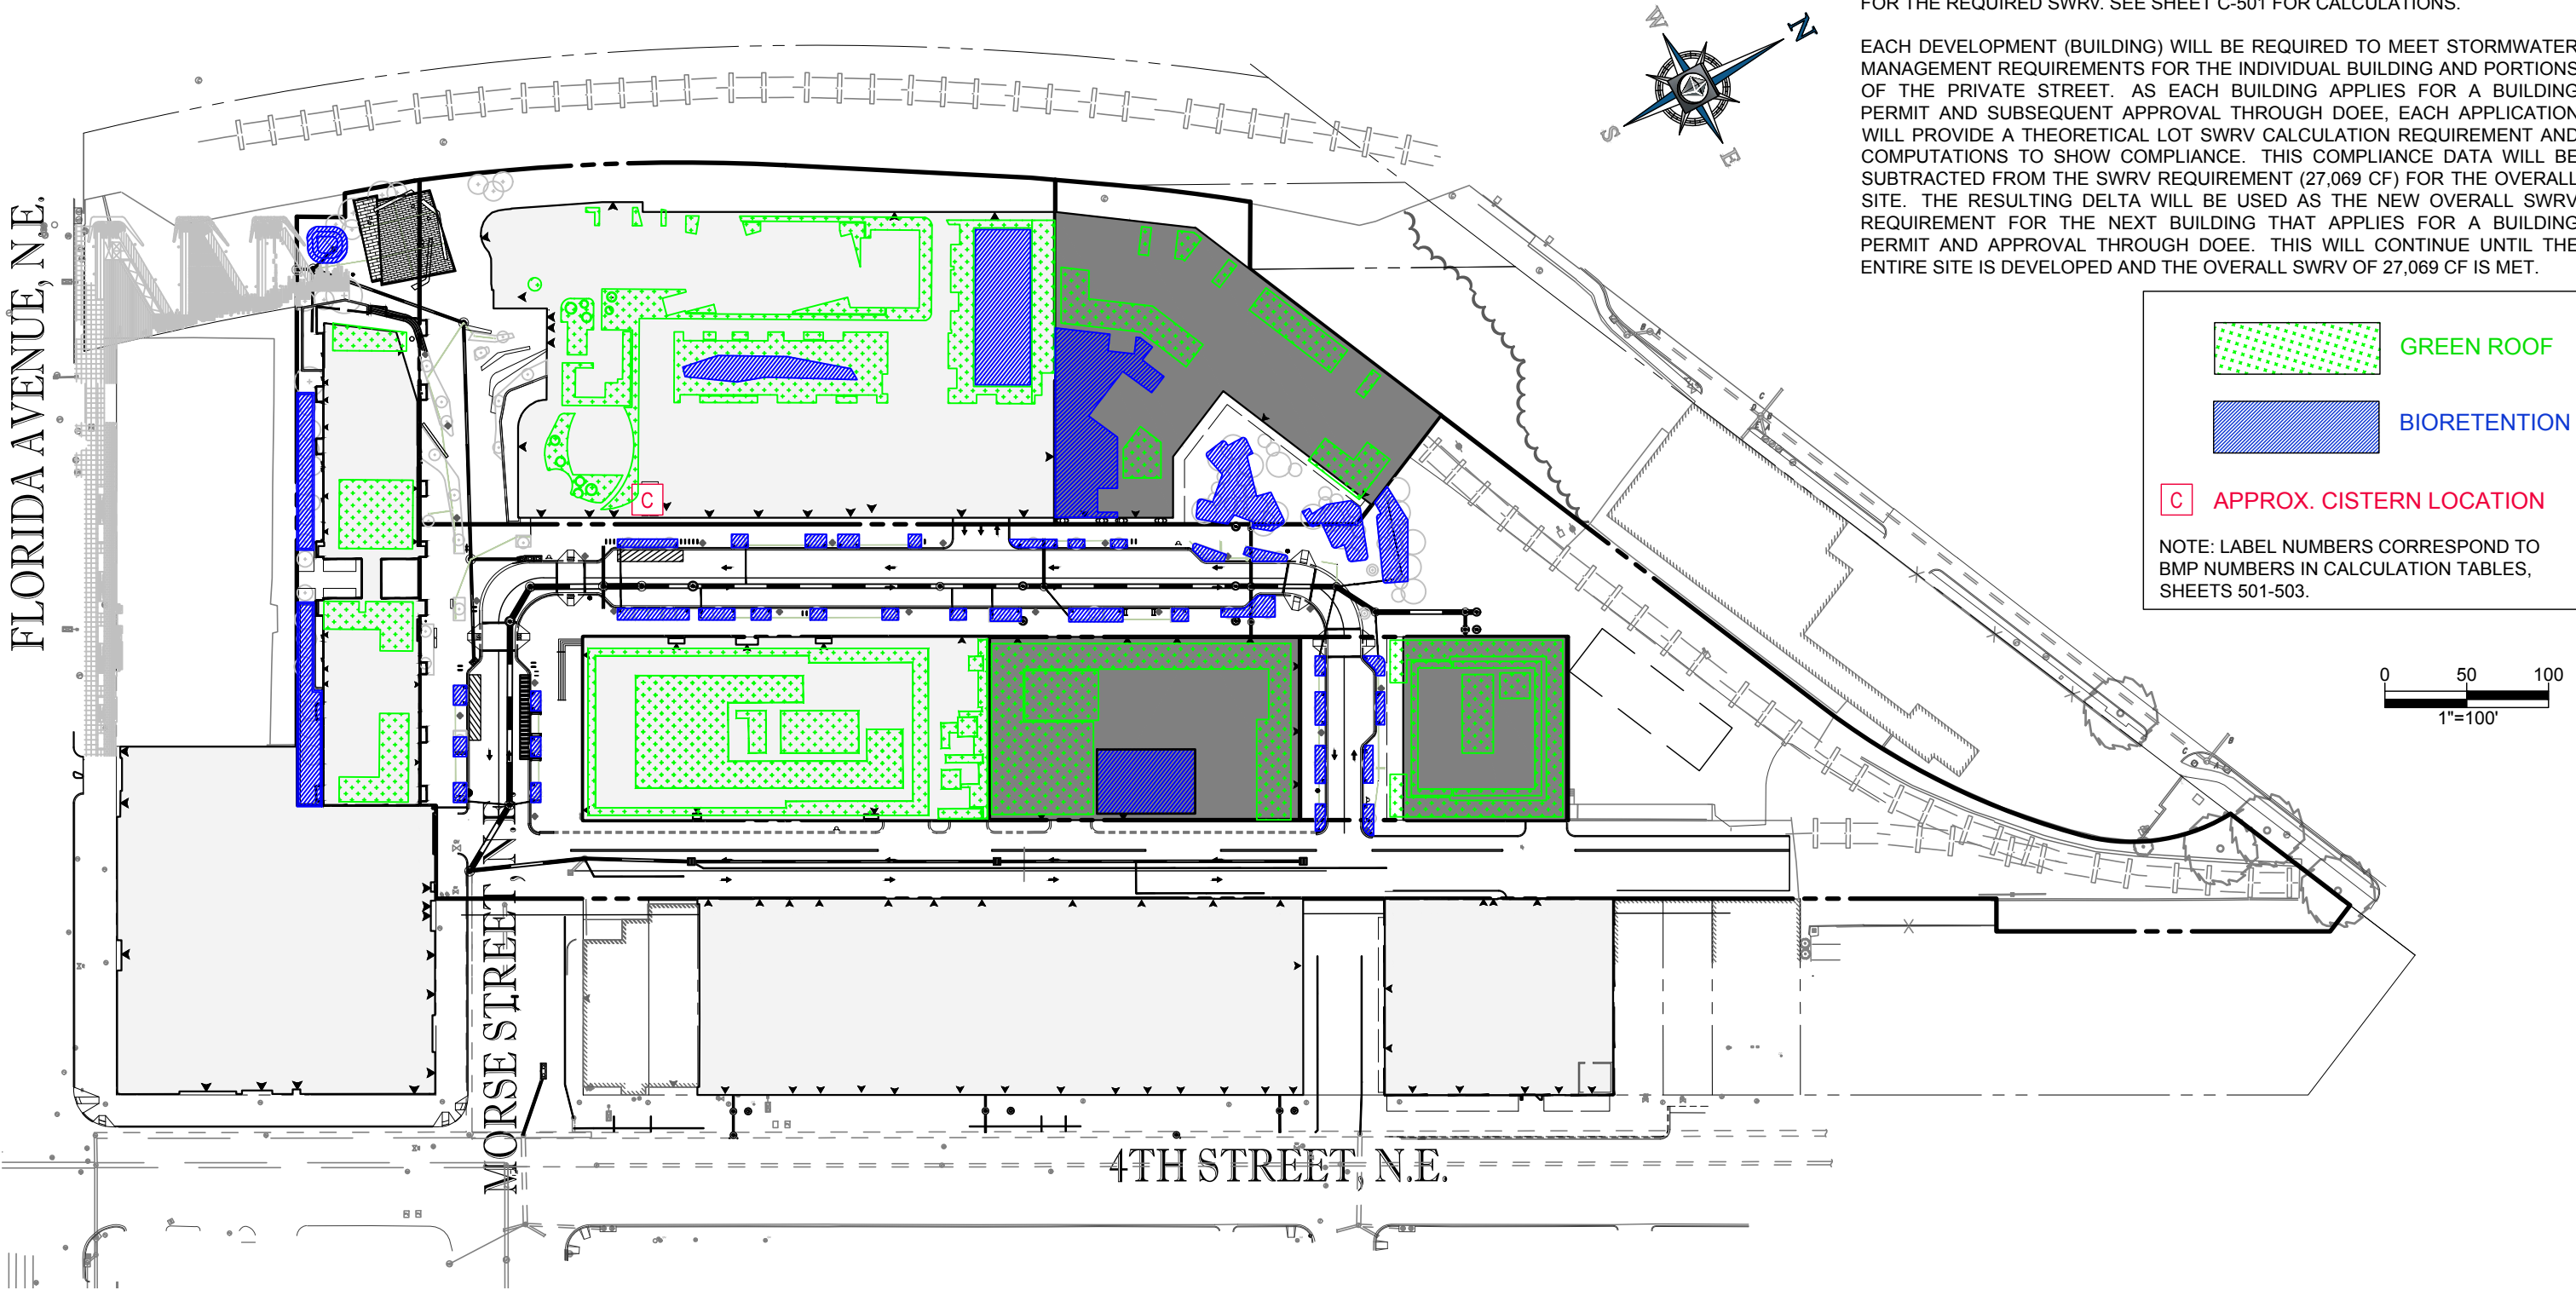 FOR THE REQUIRED SWRV. SEE SHEET C-501 FOR CALCULATIONS.
EACH DEVELOPMENT (BUILDING) WILL BE REQUIRED TO MEET STORMWATER
MANAGEMENT REQUIREMENTS FOR THE INDIVIDUAL BUILDING AND PORTIONS
OF THE PRIVATE STREET. AS EACH BUILDING APPLIES FOR A BUILDING
PERMIT AND SUBSEQUENT APPROVAL THROUGH DOEE, EACH APPLICATION
WILL PROVIDE A THEORETICAL LOT SWRV CALCULATION REQUIREMENT AND
COMPUTATIONS TO SHOW COMPLIANCE. THIS COMPLIANCE DATA WILL BE
SUBTRACTED FROM THE SWRV REQUIREMENT (27,069 CF) FOR THE OVERALL
SITE. THE RESULTING DELTA WILL BE USED AS THE NEW OVERALL SWRV
REQUIREMENT FOR THE NEXT BUILDING THAT APPLIES FOR A BUILDING
PERMIT AND APPROVAL THROUGH DOEE. THIS WILL CONTINUE UNTIL THE
ENTIRE SITE IS DEVELOPED AND THE OVERALL SWRV OF 27,069 CF IS MET.
W
N
S
E
GREEN ROOF
BIORETENTION
C APPROX. CISTERN LOCATION
NOTE: LABEL NUMBERS CORRESPOND TO
BMP NUMBERS IN CALCULATION TABLES,
SHEETS 501-503.
0 50 100
1"=100'
FLORIDA AVENUE, N.E.
C
MORSE STREET, N.E.
4TH STREET, N.E.